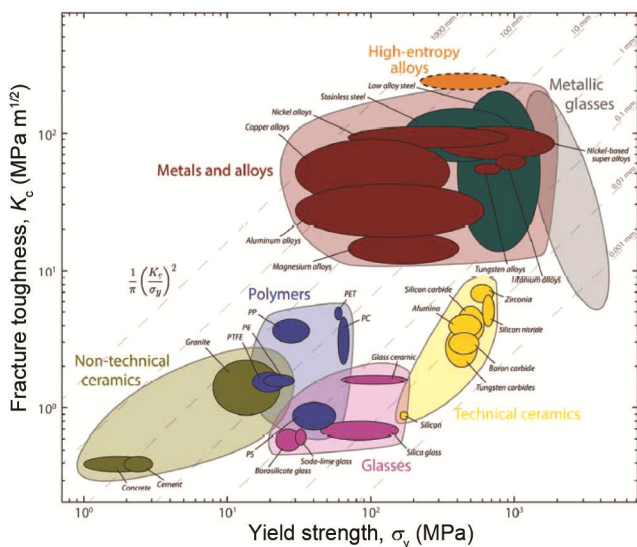 1000 mm
100 mm
10 mm
1 mm
High-entropy
alloys
Low alloy steel
Stainless steel
Metallic
glasses
Nickel alloys
Copper alloys
0,1 mm
Nickel-based
super alloys
Metals and alloys
0,01 mm
Aluminum alloys
Magnesium alloys
Tungsten alloys
Titanium alloys
0,001 mm
10²
10¹
10⁰
Fracture toughness, Kc (MPa m1/2)
1/π (Kc/σy)²
Polymers
PET
PP
PC
PE
PTFE
Granite
Non-technical
ceramics
Silicon carbide
Alumina
Zirconia
Silicon nitride
Boron carbide
Tungsten carbides
Glass ceramic
Technical ceramics
Silicon
PS
Soda-lime glass
Borosilicate glass
Glasses
Silica glass
Concrete
Cement
10⁰
10¹
10²
10³
Yield strength, σy (MPa)